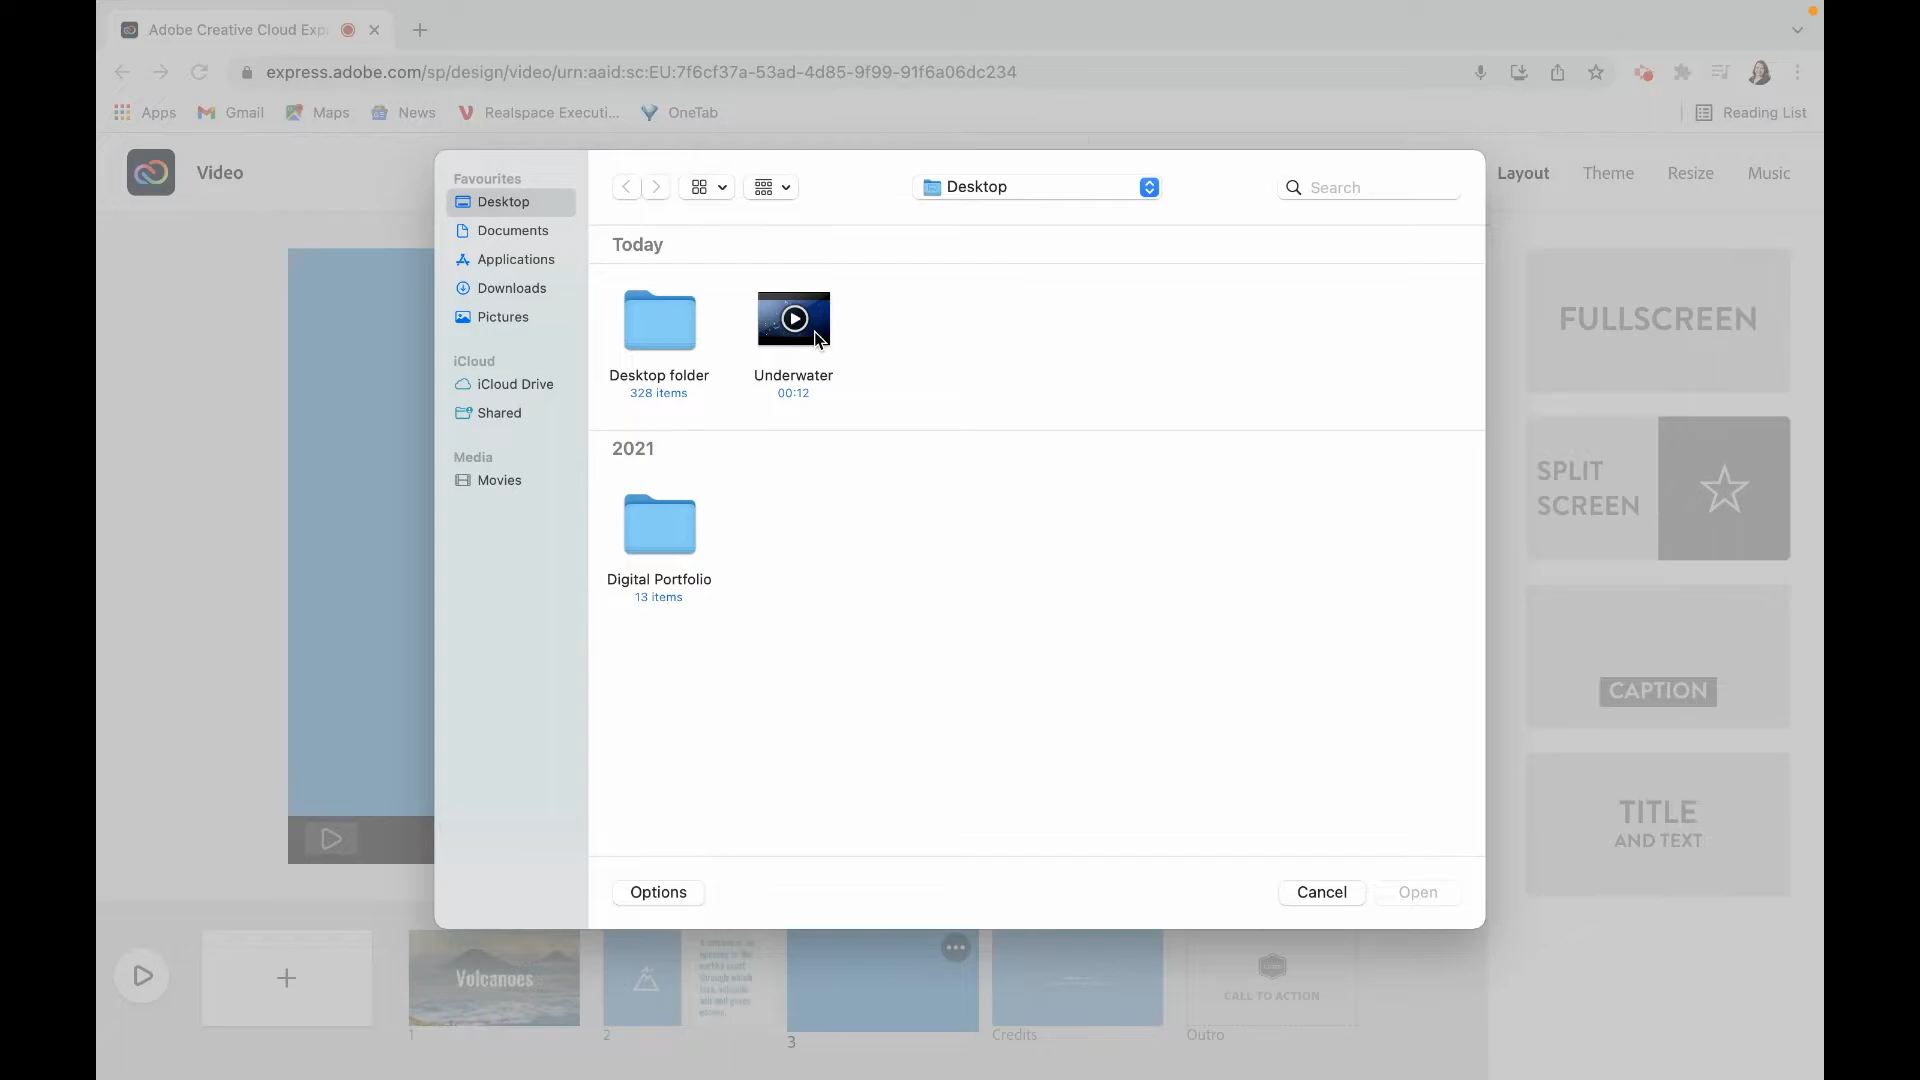 Adobe Creative Cloud Exp
express.adobe.com/sp/design/video/urn:aaid:sc:EU:7f6cf37a-53ad-4d85-9f99-91f6a06dc234
Apps
Gmail
Maps
News
Realspace Executi...
OneTab
Reading List
Video
Layout
Theme
Resize
Music
Favourites
Desktop
Documents
Applications
Downloads
Pictures
iCloud
iCloud Drive
Shared
Media
Movies
Desktop
Search
Today
Desktop folder
328 items
Underwater
00:12
2021
Digital Portfolio
13 items
Options
Cancel
Open
FULLSCREEN
SPLIT
SCREEN
CAPTION
TITLE
AND TEXT
Volcanoes
1
2
3
Credits
CALL TO ACTION
Outro